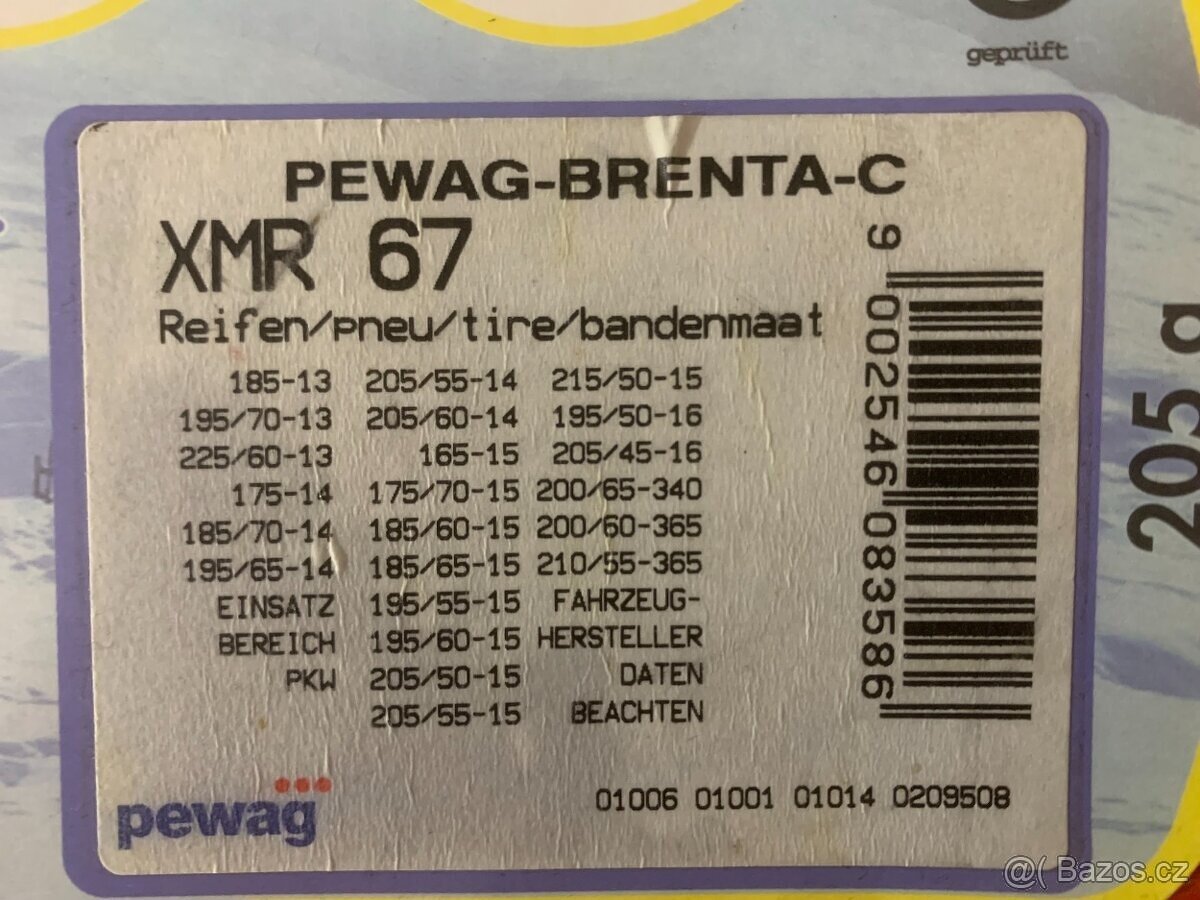 geprüft
PEWAG-BRENTA-C
XMR 67
Reifen/pneu/tire/bandenmaat
185-13 205/55-14 215/50-15
195/70-13 205/60-14 195/50-16
225/60-13 165-15 205/45-16
175-14 175/70-15 200/65-340
185/70-14 185/60-15 200/60-365
195/65-14 185/65-15 210/55-365
EINSATZ 195/55-15 FAHRZEUG-
BEREICH 195/60-15 HERSTELLER
PKW 205/50-15 DATEN
205/55-15 BEACHTEN
9 002546 083586
pewag
01006 01001 01014 0209508
205 g
@( Bazos.cz